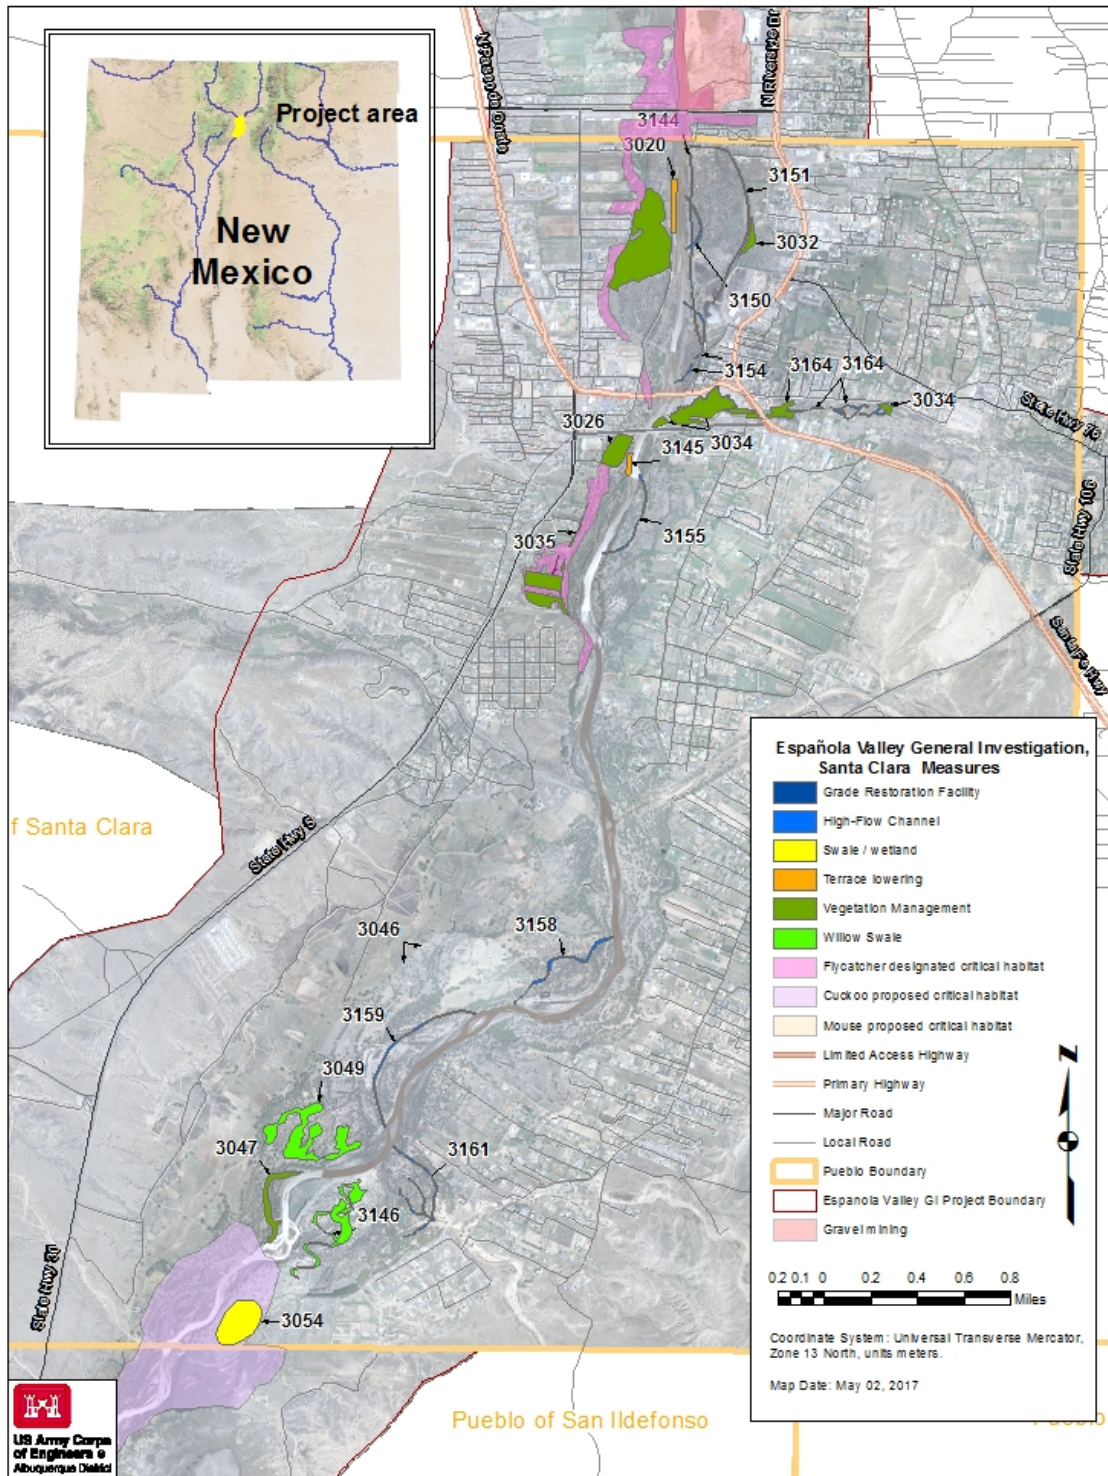 Project area
New
Mexico
N Paseo de Onate
N Riverside Dr
3144
3020
3151
3032
3150
3154
3164
3164
3034
State Hwy 76
3026
3034
3145
State Hwy 106
3155
3035
Santa Fe Hwy
f Santa Clara
State Hwy 5
3046
3158
3159
3049
3047
3161
3146
State Hwy 30
3054
Pueblo of San Ildefonso
Pueblo
Española Valley General Investigation,
Santa Clara Measures
Grade Restoration Facility
High-Flow Channel
Swale / wetland
Terrace lowering
Vegetation Management
Willow Swale
Flycatcher designated critical habitat
Cuckoo proposed critical habitat
Mouse proposed critical habitat
Limited Access Highway
Primary Highway
Major Road
Local Road
Pueblo Boundary
Espanola Valley GI Project Boundary
Gravel mining
N
0.2 0.1 0 0.2 0.4 0.6 0.8
Miles
Coordinate System: Universal Transverse Mercator,
Zone 13 North, units meters.
Map Date: May 02, 2017
US Army Corps
of Engineers ®
Albuquerque District